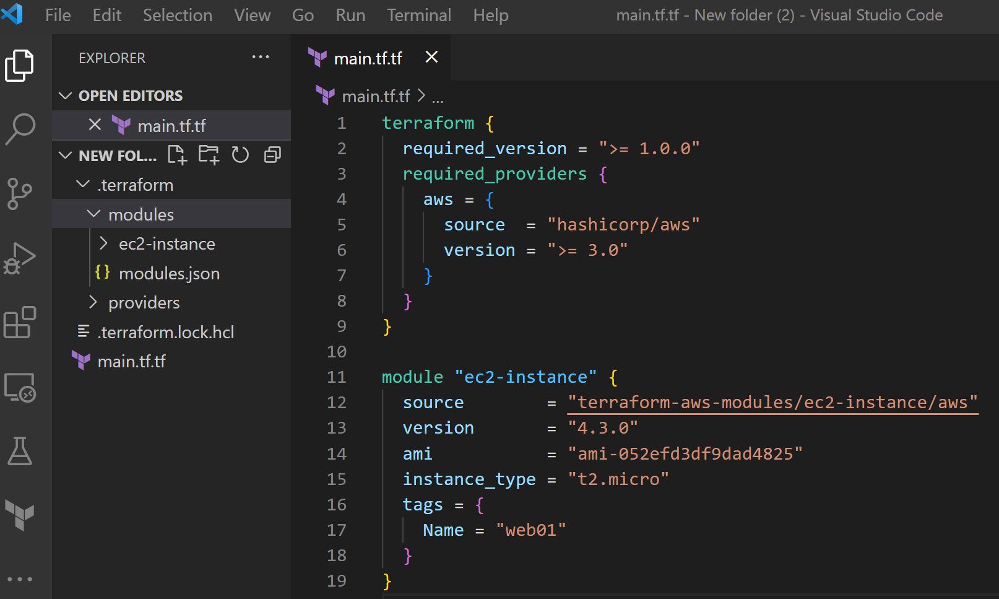 File Edit Selection View Go Run Terminal Help main.tf.tf - New folder (2) - Visual Studio Code
EXPLORER ...
OPEN EDITORS
main.tf.tf
NEW FOL...
.terraform
modules
ec2-instance
{} modules.json
providers
.terraform.lock.hcl
main.tf.tf
main.tf.tf
main.tf.tf > ...
1 terraform {
2 required_version = ">= 1.0.0"
3 required_providers {
4 aws = {
5 source = "hashicorp/aws"
6 version = ">= 3.0"
7 }
8 }
9 }
10
11 module "ec2-instance" {
12 source = "terraform-aws-modules/ec2-instance/aws"
13 version = "4.3.0"
14 ami = "ami-052efd3df9dad4825"
15 instance_type = "t2.micro"
16 tags = {
17 Name = "web01"
18 }
19 }